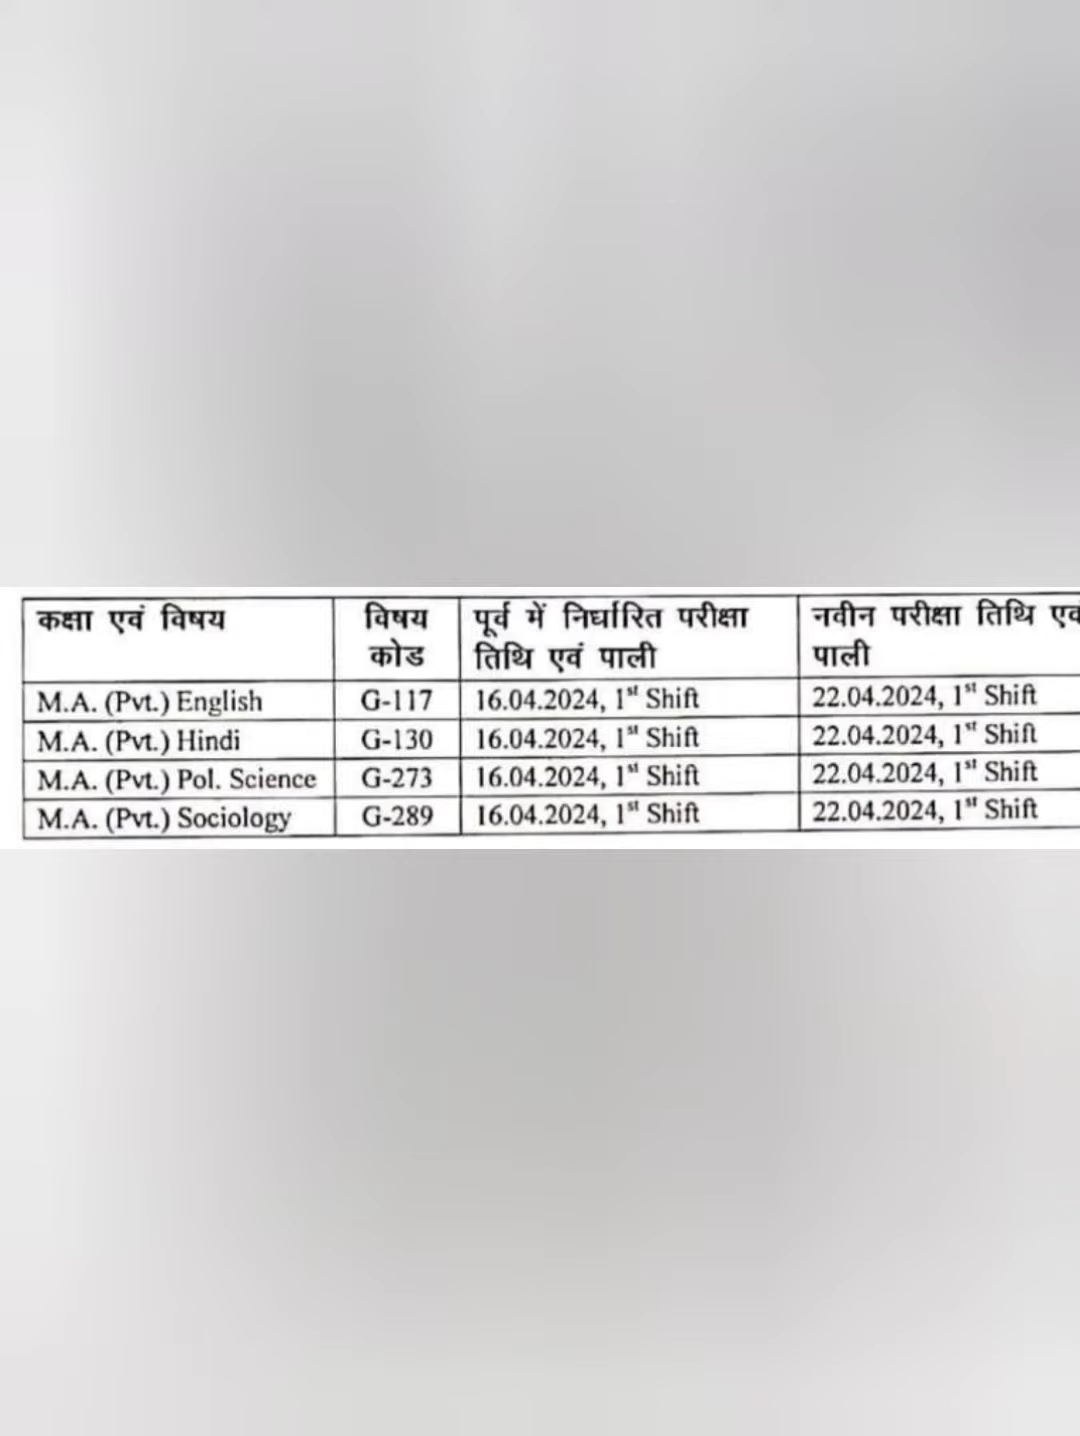 कक्षा एवं विषय विषय कोड पूर्व में निर्धारित परीक्षा तिथि एवं पाली नवीन परीक्षा तिथि एवं पाली
M.A. (Pvt.) English G-117 16.04.2024, 1st Shift 22.04.2024, 1st Shift
M.A. (Pvt.) Hindi G-130 16.04.2024, 1st Shift 22.04.2024, 1st Shift
M.A. (Pvt.) Pol. Science G-273 16.04.2024, 1st Shift 22.04.2024, 1st Shift
M.A. (Pvt.) Sociology G-289 16.04.2024, 1st Shift 22.04.2024, 1st Shift